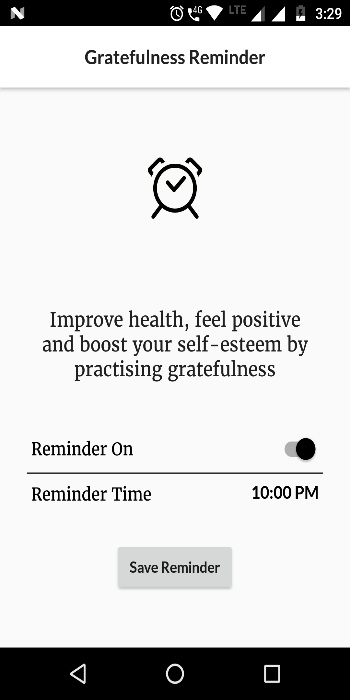 4G LTE 3:29
Gratefulness Reminder
Improve health, feel positive
and boost your self-esteem by
practising gratefulness
Reminder On
Reminder Time 10:00 PM
Save Reminder